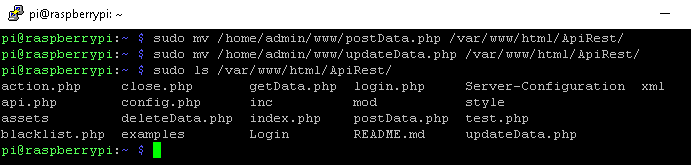 pi@raspberrypi: ~
pi@raspberrypi:~ $ sudo mv /home/admin/www/postData.php /var/www/html/ApiRest/
pi@raspberrypi:~ $ sudo mv /home/admin/www/updateData.php /var/www/html/ApiRest/
pi@raspberrypi:~ $ sudo ls /var/www/html/ApiRest/
action.php close.php getData.php login.php Server-Configuration xml
api.php config.php inc mod style
assets deleteData.php index.php postData.php test.php
blacklist.php examples Login README.md updateData.php
pi@raspberrypi:~ $